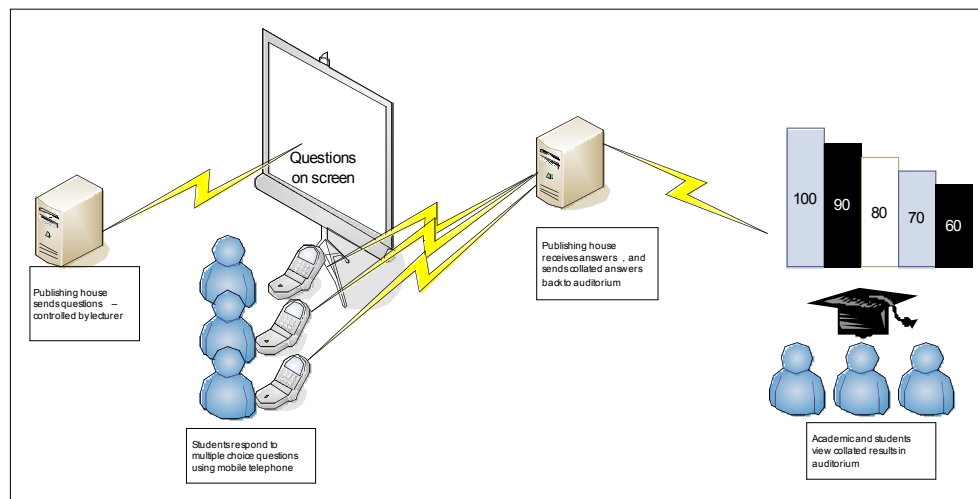 Questions
on screen
Publishing house
sends questions –
controlled by lecturer
Students respond to
multiple choice questions
using mobile telephone
Publishing house
receives answers , and
sends collated answers
back to auditorium
100
90
80
70
60
Academic and students
view collated results in
auditorium